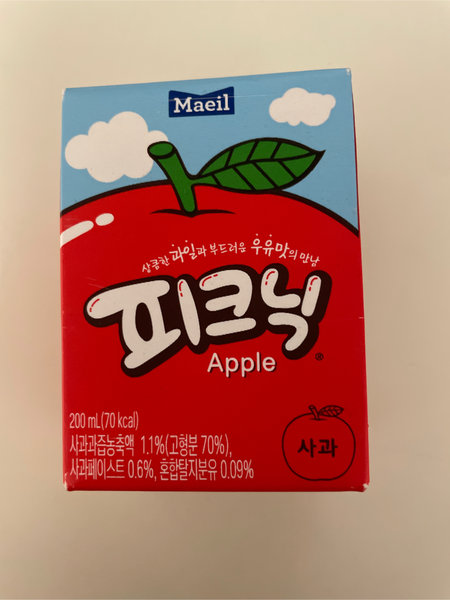 Maeil
상콤한 과일과 부드러운 우유맛의 만남
피크닉
Apple ®
200 mL(70 kcal)
사과과즙농축액 1.1%(고형분 70%),
사과페이스트 0.6%, 혼합탈지분유 0.09%
사과